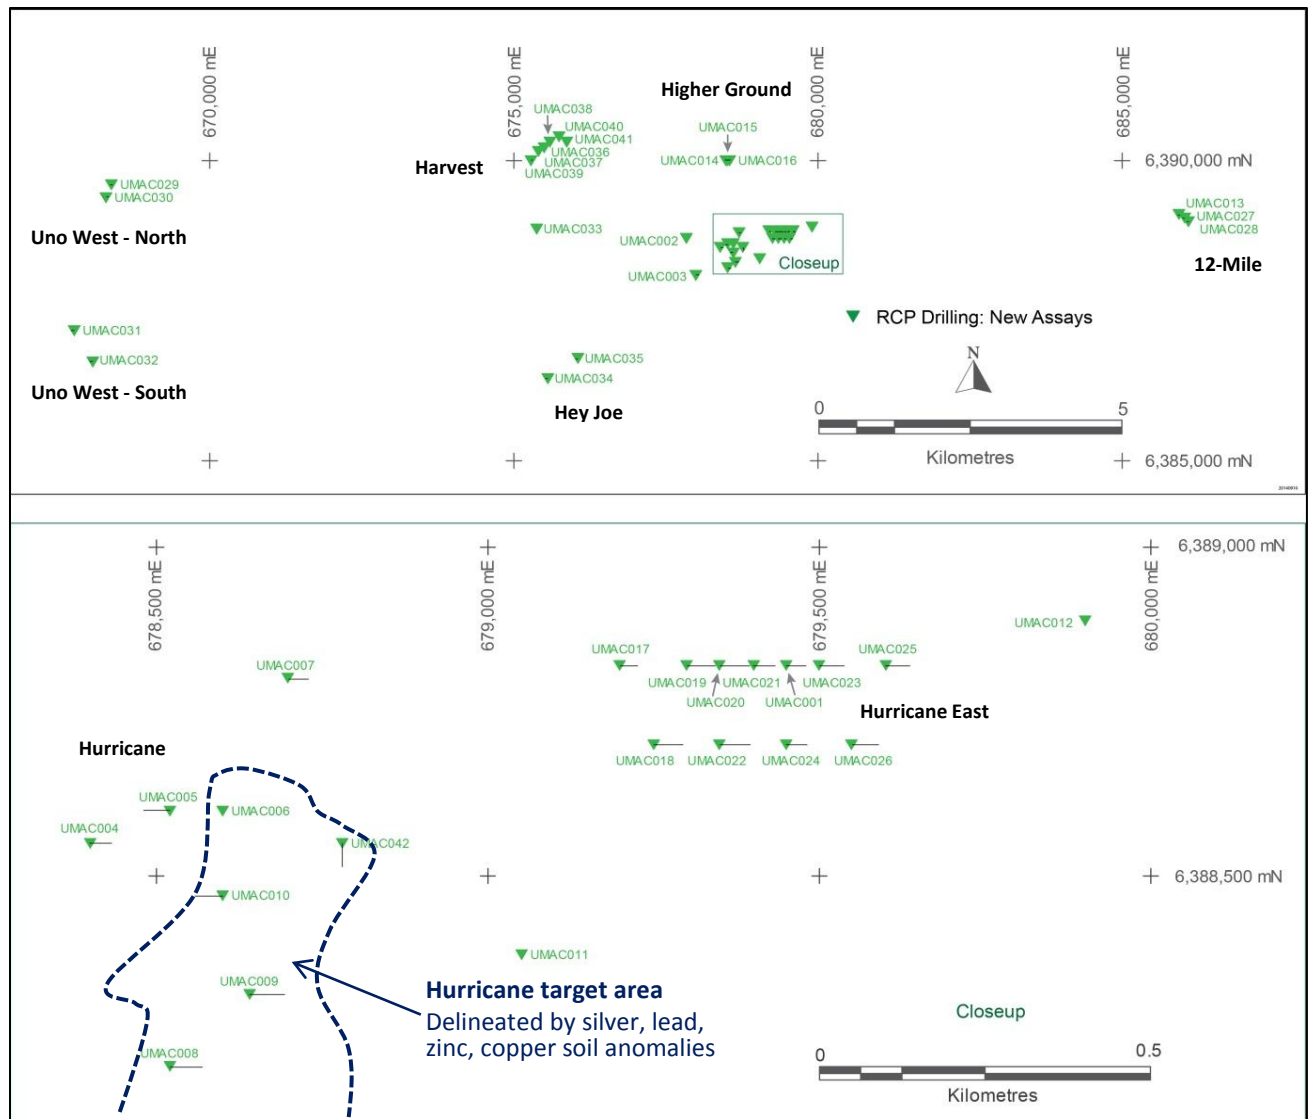 670,000 mE
675,000 mE
680,000 mE
685,000 mE
Higher Ground
UMAC038
UMAC040
UMAC041
UMAC036
UMAC037
UMAC039
Harvest
UMAC015
UMAC014
UMAC016
6,390,000 mN
UMAC029
UMAC030
Uno West - North
UMAC033
UMAC002
UMAC003
Closeup
UMAC013
UMAC027
UMAC028
12-Mile
RCP Drilling: New Assays
UMAC031
UMAC032
Uno West - South
UMAC035
UMAC034
Hey Joe
N
0
5
Kilometres
6,385,000 mN
678,500 mE
679,000 mE
679,500 mE
680,000 mE
6,389,000 mN
UMAC012
UMAC007
UMAC017
UMAC025
UMAC019
UMAC021
UMAC023
UMAC020
UMAC001
Hurricane East
Hurricane
UMAC018
UMAC022
UMAC024
UMAC026
UMAC005
UMAC006
UMAC004
UMAC042
6,388,500 mN
UMAC010
UMAC011
UMAC009
Hurricane target area
Delineated by silver, lead,
zinc, copper soil anomalies
UMAC008
Closeup
0
0.5
Kilometres